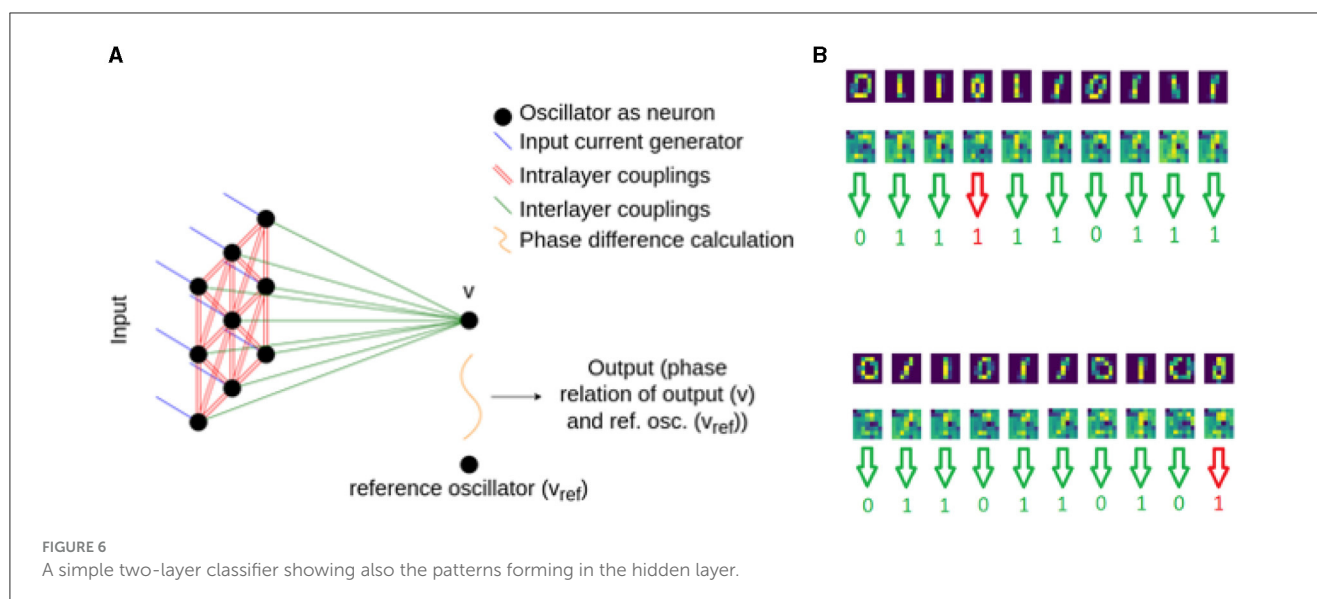 A
B
Oscillator as neuron
Input current generator
Intralayer couplings
Interlayer couplings
Phase difference calculation
Input
v
Output (phase
relation of output (v)
and ref. osc. (vref))
reference oscillator (vref)
0 1 1 1 1 1 0 1 1 1
0 1 1 0 1 1 0 1 0 1
FIGURE 6
A simple two-layer classifier showing also the patterns forming in the hidden layer.